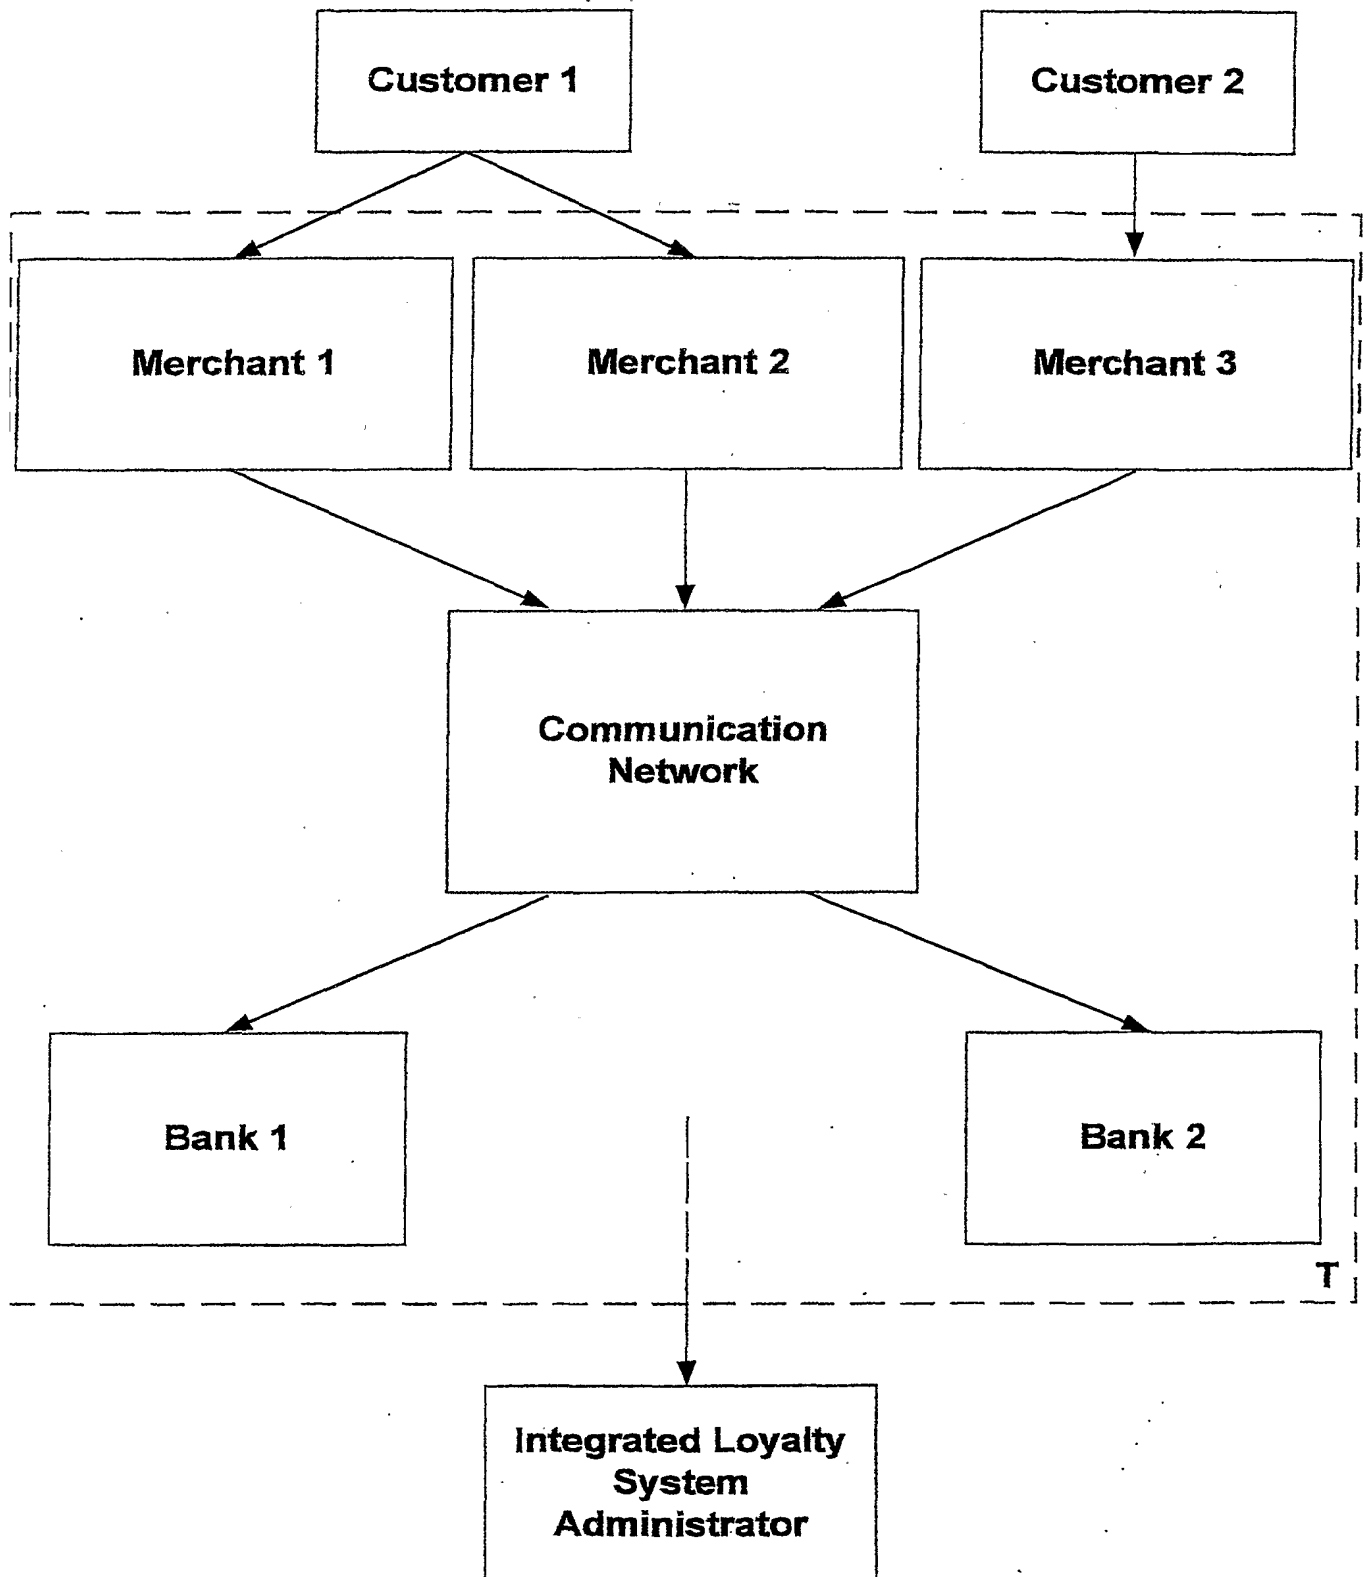 Customer 1
Customer 2
Merchant 1
Merchant 2
Merchant 3
Communication
Network
Bank 1
Bank 2
T
Integrated Loyalty
System
Administrator